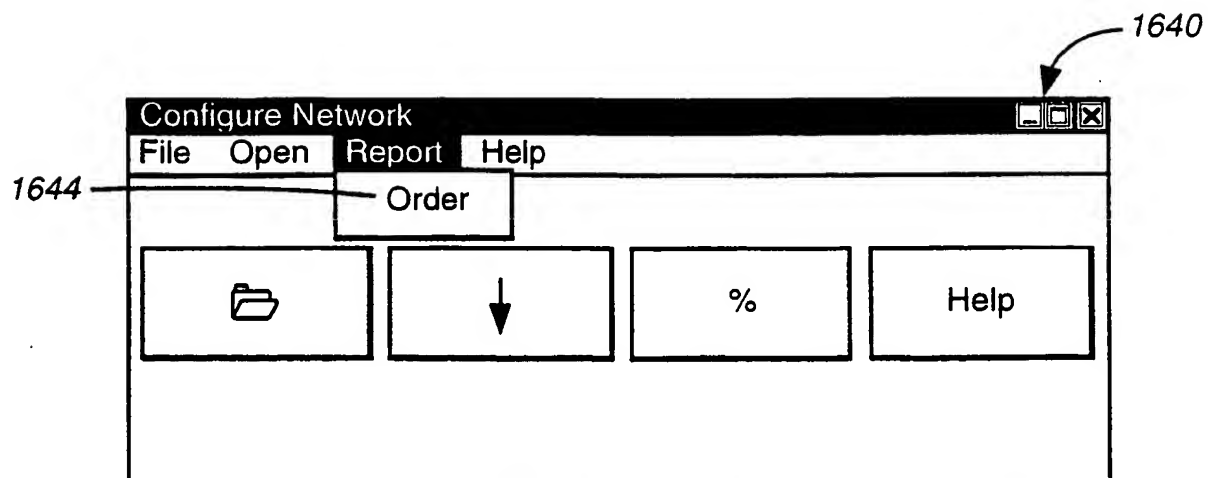 1640
Configure Network
File Open Report Help
1644 Order
% Help